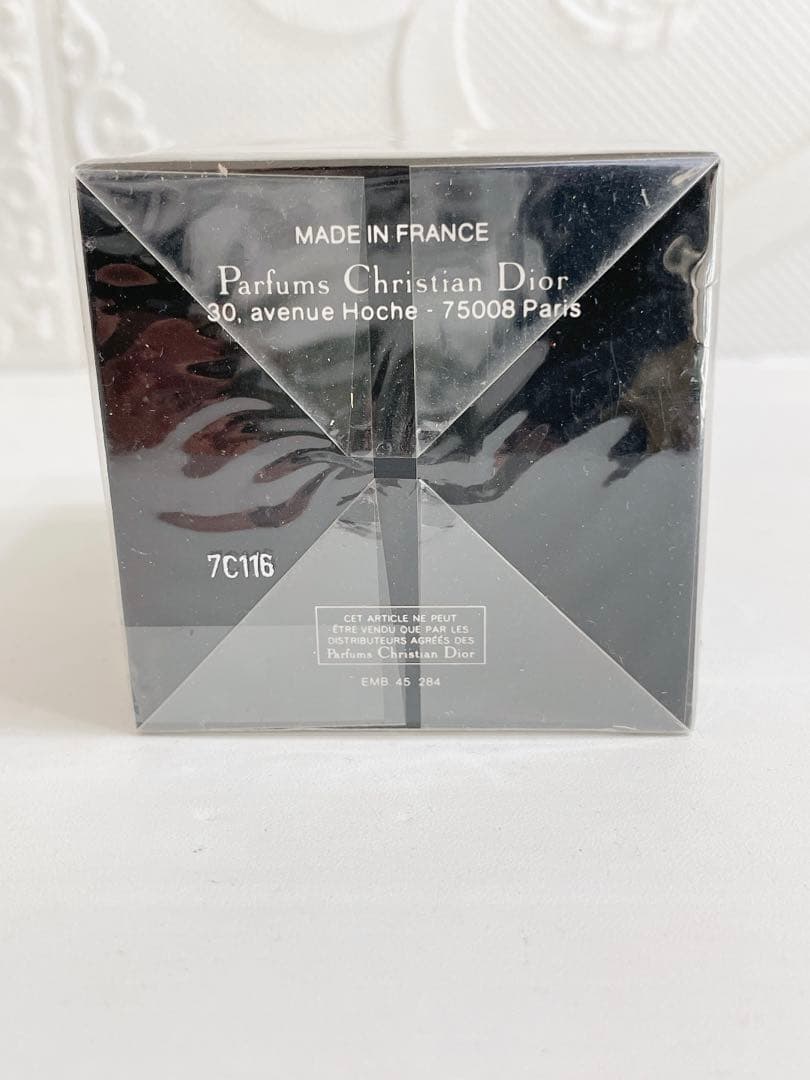 MADE IN FRANCE
Parfums Christian Dior
30, avenue Hoche - 75008 Paris
7C116
CET ARTICLE NE PEUT
ÊTRE VENDU QUE PAR LES
DISTRIBUTEURS AGRÉÉS DES
Parfums Christian Dior
EMB 45 284